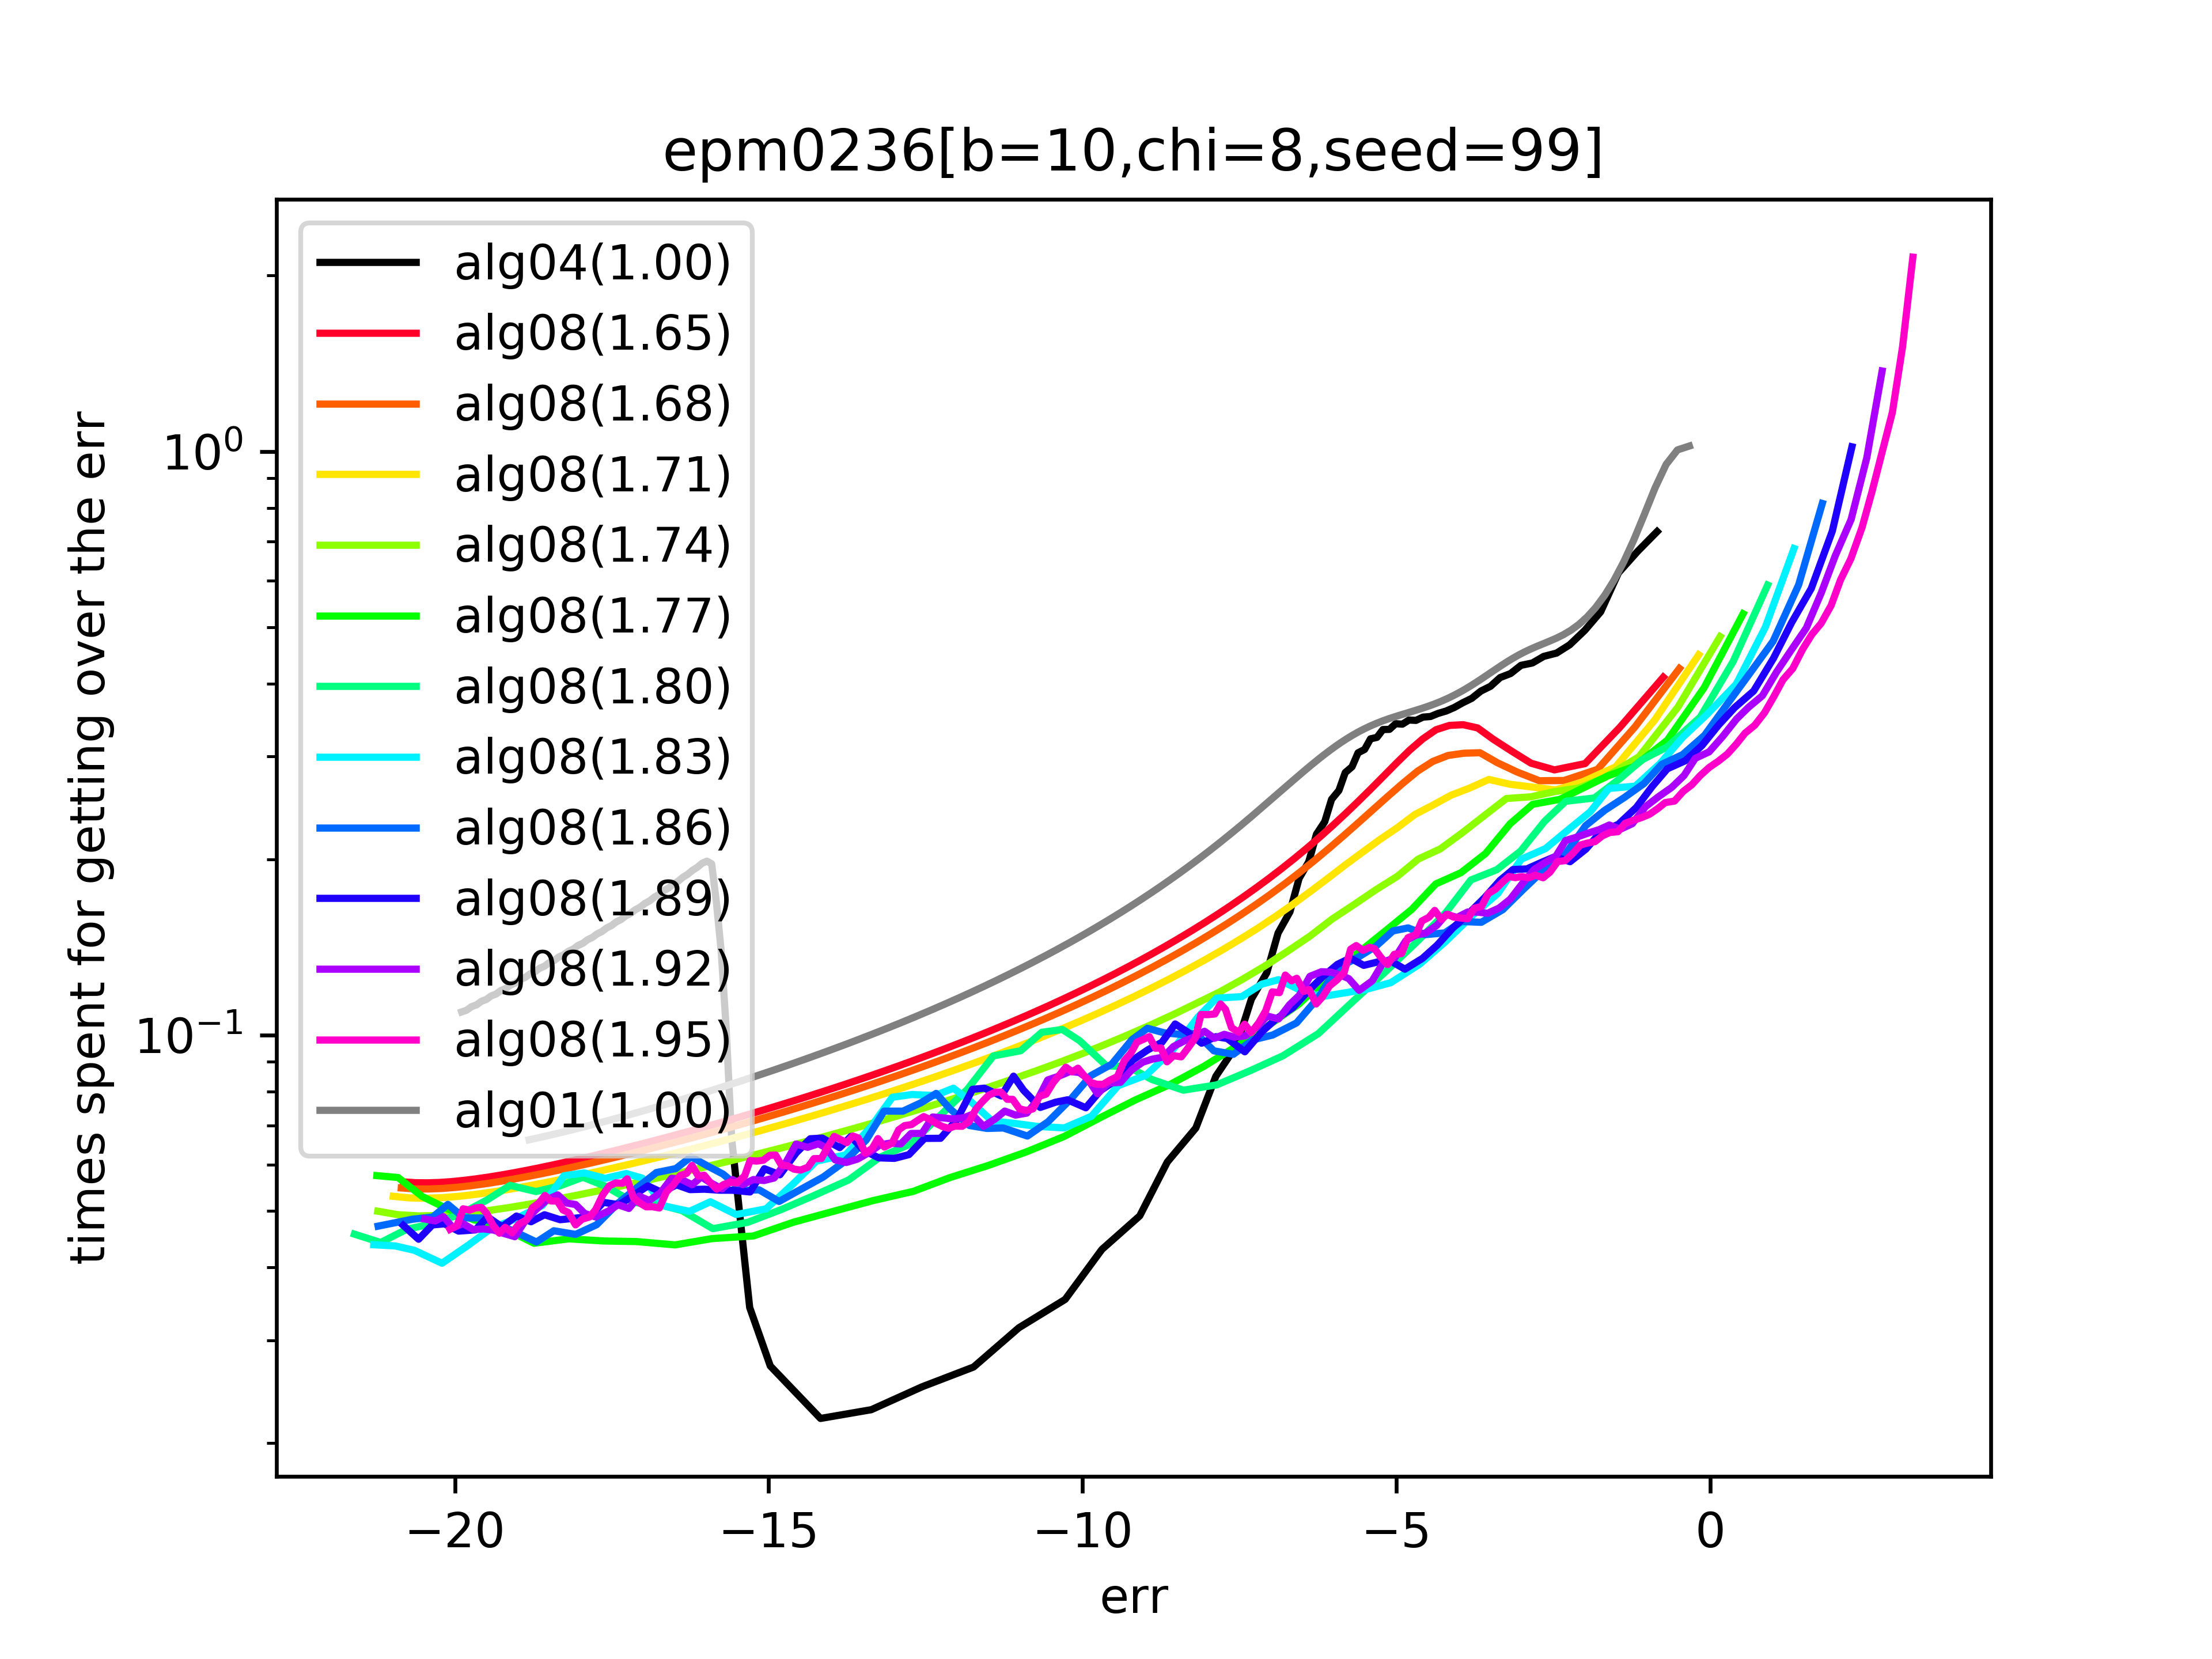 epm0236[b=10,chi=8,seed=99]
times spent for getting over the err
10⁰
10⁻¹
alg04(1.00)
alg08(1.65)
alg08(1.68)
alg08(1.71)
alg08(1.74)
alg08(1.77)
alg08(1.80)
alg08(1.83)
alg08(1.86)
alg08(1.89)
alg08(1.92)
alg08(1.95)
alg01(1.00)
−20 −15 −10 −5 0
err